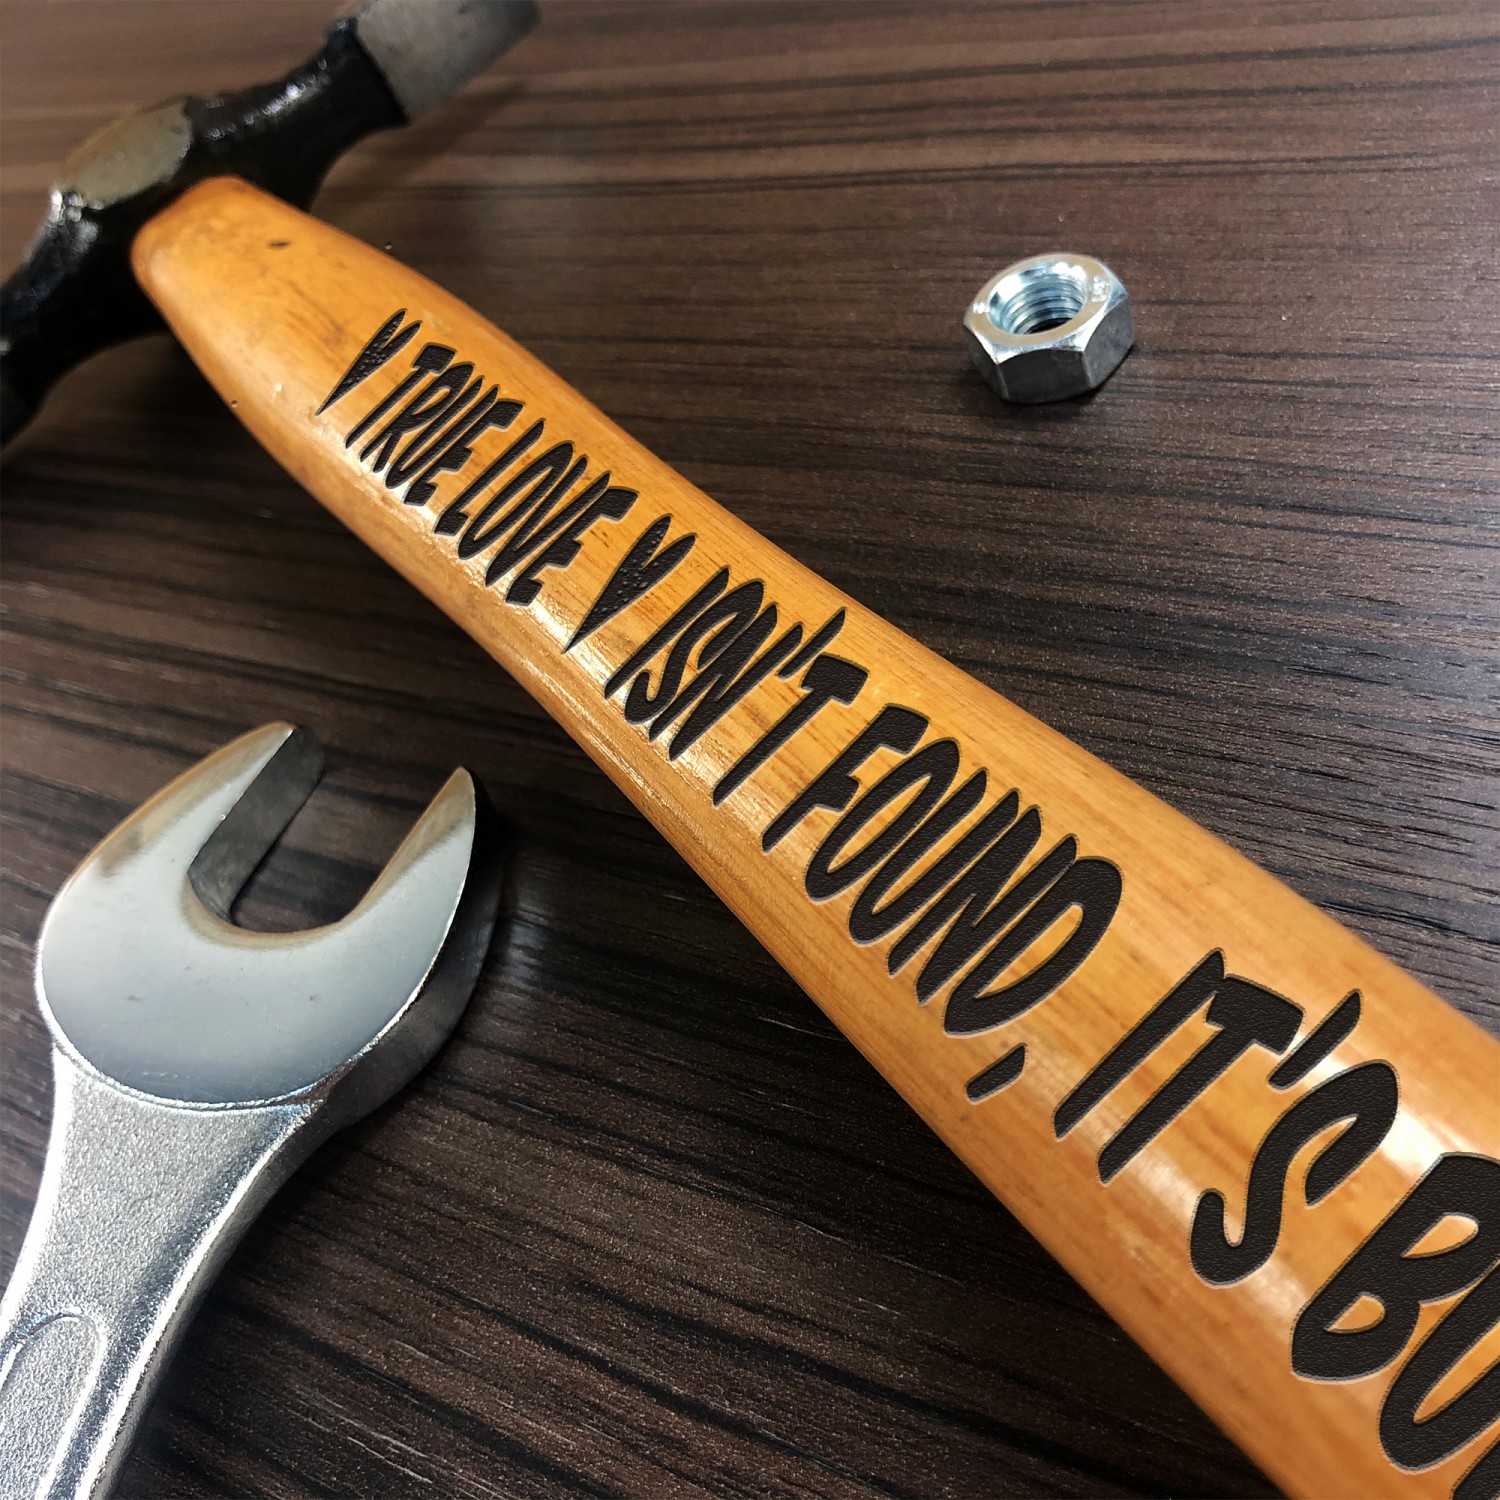 ♥ TRUE LOVE ♥ ISN'T FOUND, IT'S